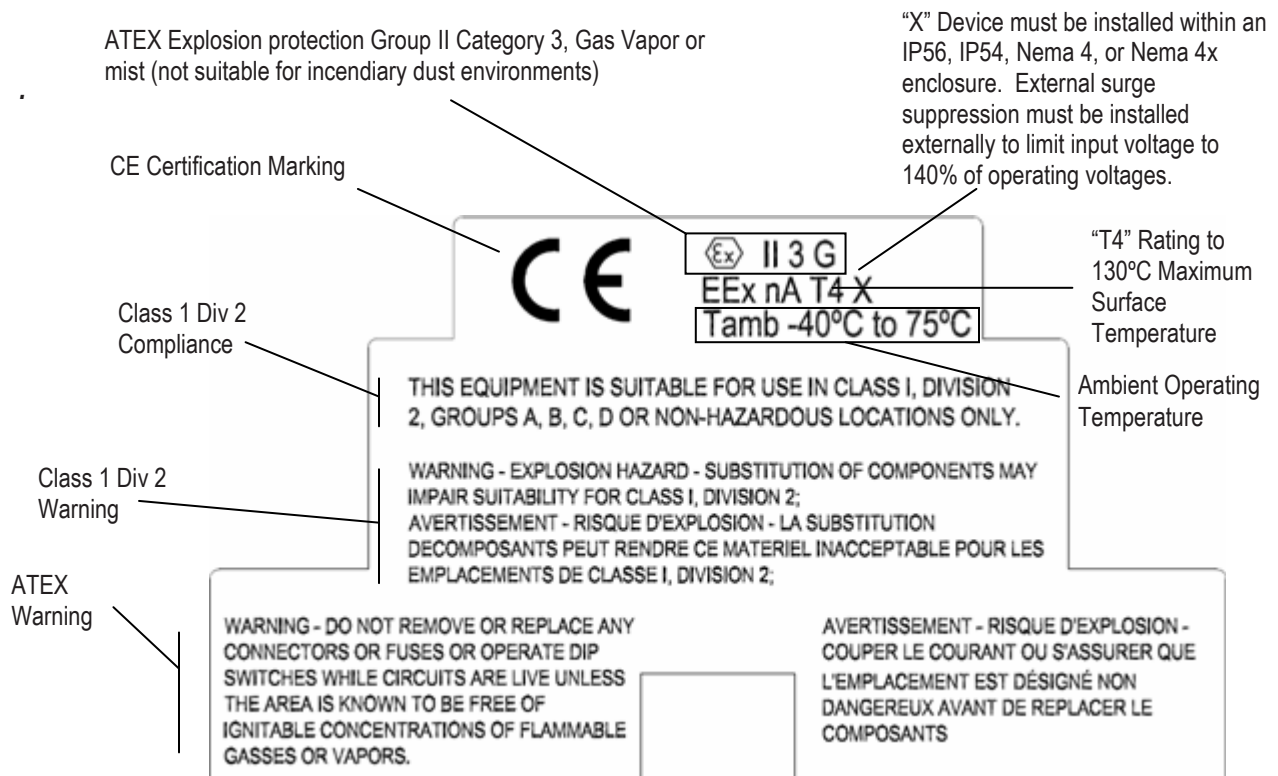 ATEX Explosion protection Group II Category 3, Gas Vapor or
mist (not suitable for incendiary dust environments)
“X” Device must be installed within an
IP56, IP54, Nema 4, or Nema 4x
enclosure. External surge
suppression must be installed
externally to limit input voltage to
140% of operating voltages.
.
CE Certification Marking
CE
Ex II 3 G
EEx nA T4 X
Tamb -40ºC to 75ºC
“T4” Rating to
130ºC Maximum
Surface
Temperature
Class 1 Div 2
Compliance
THIS EQUIPMENT IS SUITABLE FOR USE IN CLASS I, DIVISION
2, GROUPS A, B, C, D OR NON-HAZARDOUS LOCATIONS ONLY.
Ambient Operating
Temperature
Class 1 Div 2
Warning
WARNING - EXPLOSION HAZARD - SUBSTITUTION OF COMPONENTS MAY
IMPAIR SUITABILITY FOR CLASS I, DIVISION 2;
AVERTISSEMENT - RISQUE D'EXPLOSION - LA SUBSTITUTION
DECOMPOSANTS PEUT RENDRE CE MATERIEL INACCEPTABLE POUR LES
EMPLACEMENTS DE CLASSE I, DIVISION 2;
ATEX
Warning
WARNING - DO NOT REMOVE OR REPLACE ANY
CONNECTORS OR FUSES OR OPERATE DIP
SWITCHES WHILE CIRCUITS ARE LIVE UNLESS
THE AREA IS KNOWN TO BE FREE OF
IGNITABLE CONCENTRATIONS OF FLAMMABLE
GASSES OR VAPORS.
AVERTISSEMENT - RISQUE D'EXPLOSION -
COUPER LE COURANT OU S'ASSURER QUE
L'EMPLACEMENT EST DÉSIGNÉ NON
DANGEREUX AVANT DE REPLACER LE
COMPOSANTS